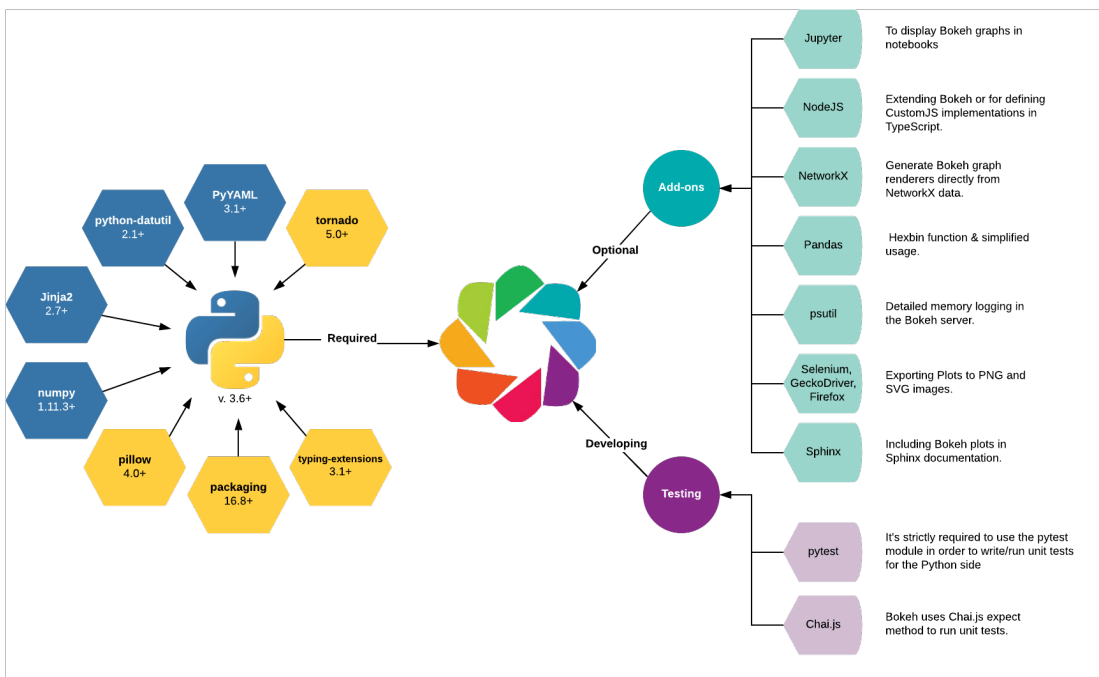 PyYAML
3.1+
python-datutil
2.1+
tornado
5.0+
Jinja2
2.7+
numpy
1.11.3+
v. 3.6+
pillow
4.0+
packaging
16.8+
typing-extensions
3.1+
Required
Optional
Developing
Add-ons
Testing
Jupyter
To display Bokeh graphs in
notebooks
NodeJS
Extending Bokeh or for defining
CustomJS implementations in
TypeScript.
NetworkX
Generate Bokeh graph
renderers directly from
NetworkX data.
Pandas
Hexbin function & simplified
usage.
psutil
Detailed memory logging in
the Bokeh server.
Selenium,
GeckoDriver,
Firefox
Exporting Plots to PNG and
SVG images.
Sphinx
Including Bokeh plots in
Sphinx documentation.
pytest
It's strictly required to use the pytest
module in order to write/run unit tests
for the Python side
Chai.js
Bokeh uses Chai.js expect
method to run unit tests.